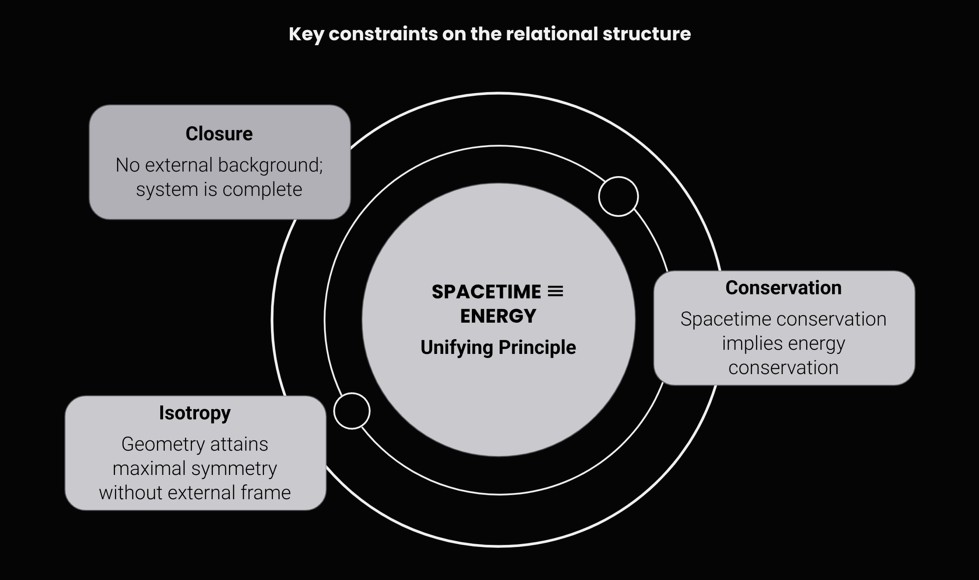 Key constraints on the relational structure
Closure
No external background;
system is complete
SPACETIME ≡
ENERGY
Unifying Principle
Conservation
Spacetime conservation
implies energy
conservation
Isotropy
Geometry attains
maximal symmetry
without external frame